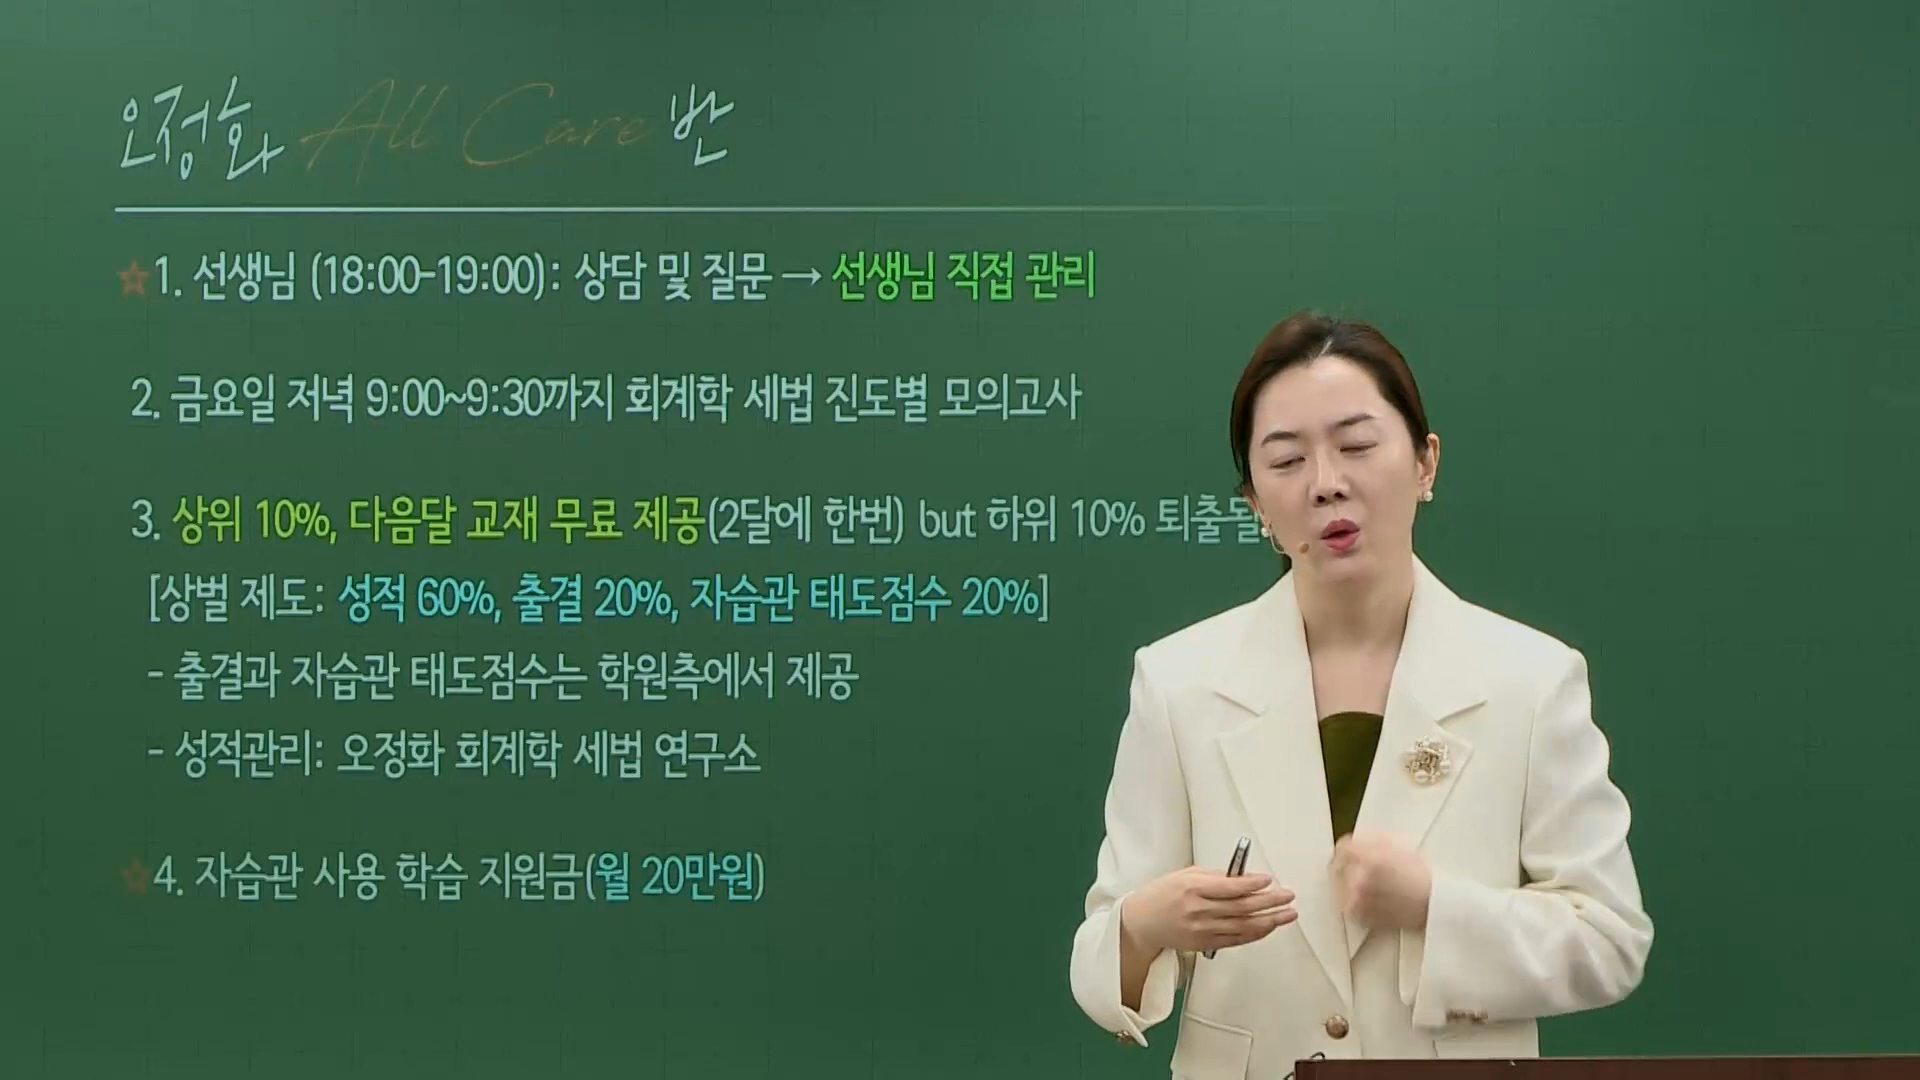 오정화 All Care 반
☆1. 선생님 (18:00-19:00): 상담 및 질문 → 선생님 직접 관리
2. 금요일 저녁 9:00~9:30까지 회계학 세법 진도별 모의고사
3. 상위 10%, 다음달 교재 무료 제공(2달에 한번) but 하위 10% 퇴출될
[상벌 제도: 성적 60%, 출결 20%, 자습관 태도점수 20%]
- 출결과 자습관 태도점수는 학원측에서 제공
- 성적관리: 오정화 회계학 세법 연구소
☆4. 자습관 사용 학습 지원금(월 20만원)